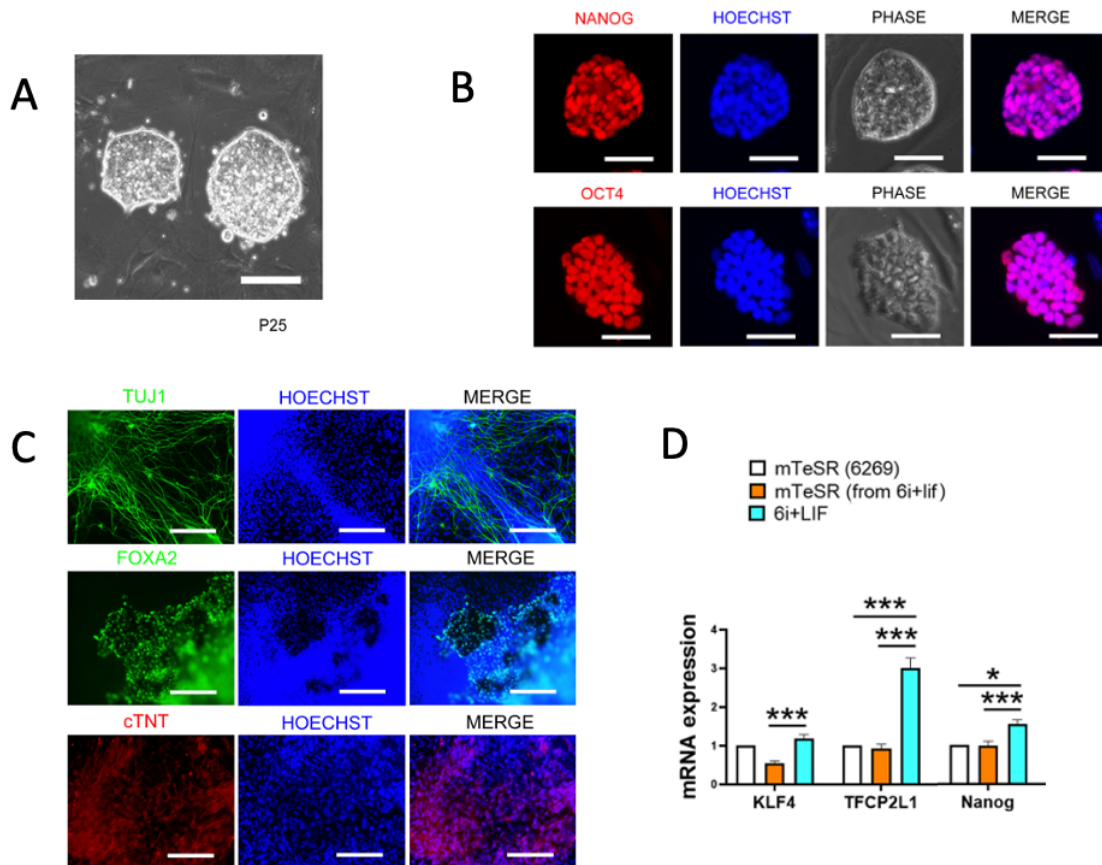 A
P25
B
NANOG HOECHST PHASE MERGE
OCT4 HOECHST PHASE MERGE
C
TUJ1 HOECHST MERGE
FOXA2 HOECHST MERGE
cTNT HOECHST MERGE
D
mTeSR (6269)
mTeSR (from 6i+lif)
6i+LIF
mRNA expression
4
3
2
1
0
***
***
***
*
***
KLF4 TFCP2L1 Nanog